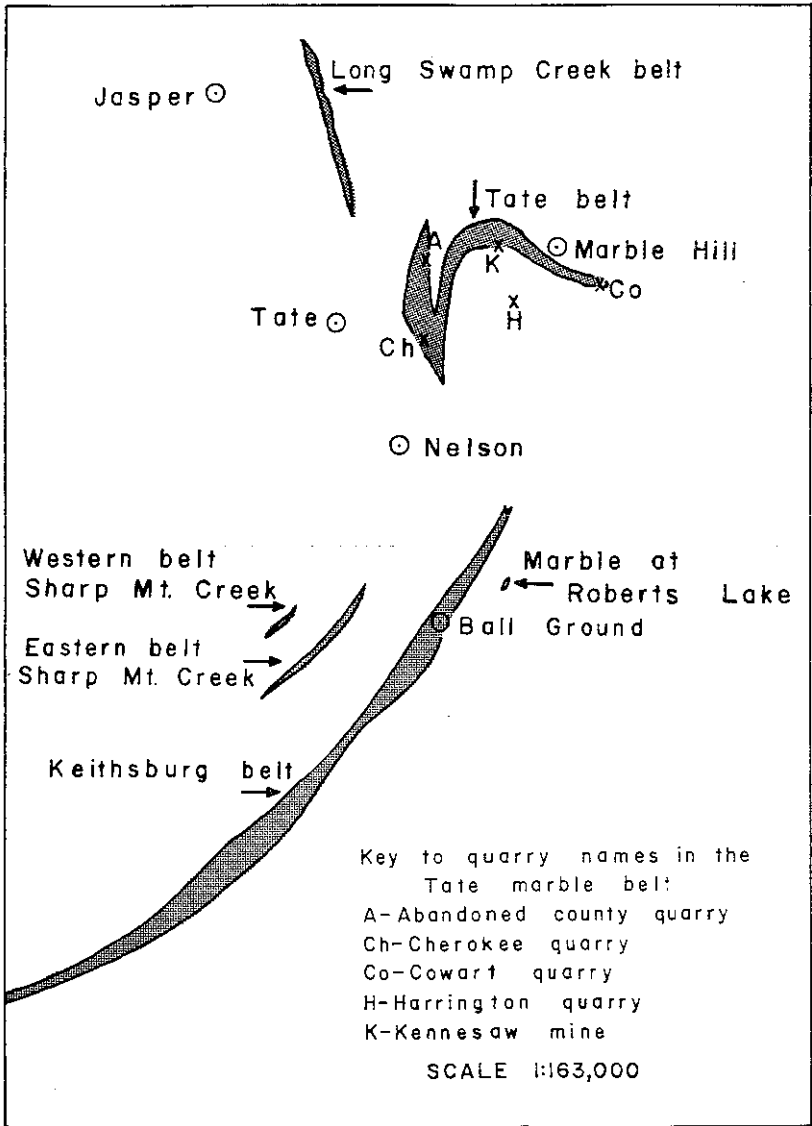 Long Swamp Creek belt
Jasper
Tate belt
A
Marble Hill
K
Co
H
Tate
Ch
Nelson
Western belt
Sharp Mt. Creek
Marble at
Roberts Lake
Ball Ground
Eastern belt
Sharp Mt. Creek
Keithsburg belt
Key to quarry names in the
Tate marble belt
A-Abandoned county quarry
Ch-Cherokee quarry
Co-Cowart quarry
H-Harrington quarry
K-Kennesaw mine
SCALE 1:163,000